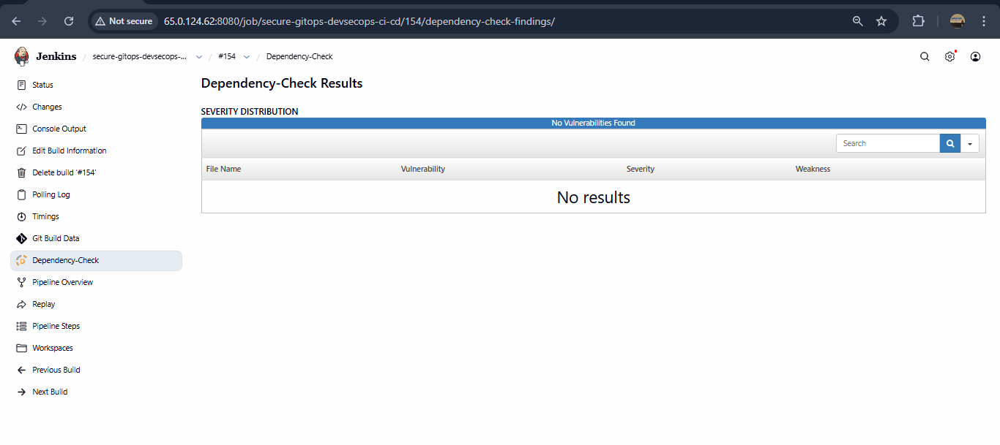 Not secure 65.0.124.62:8080/job/secure-gitops-devsecops-ci-cd/154/dependency-check-findings/
Jenkins / secure-gitops-devsecops-... / #154 / Dependency-Check
Status
Changes
Console Output
Edit Build Information
Delete build ‘#154’
Polling Log
Timings
Git Build Data
Dependency-Check
Pipeline Overview
Replay
Pipeline Steps
Workspaces
Previous Build
Next Build
Dependency-Check Results
SEVERITY DISTRIBUTION
No Vulnerabilities Found
Search
File Name Vulnerability Severity Weakness
No results